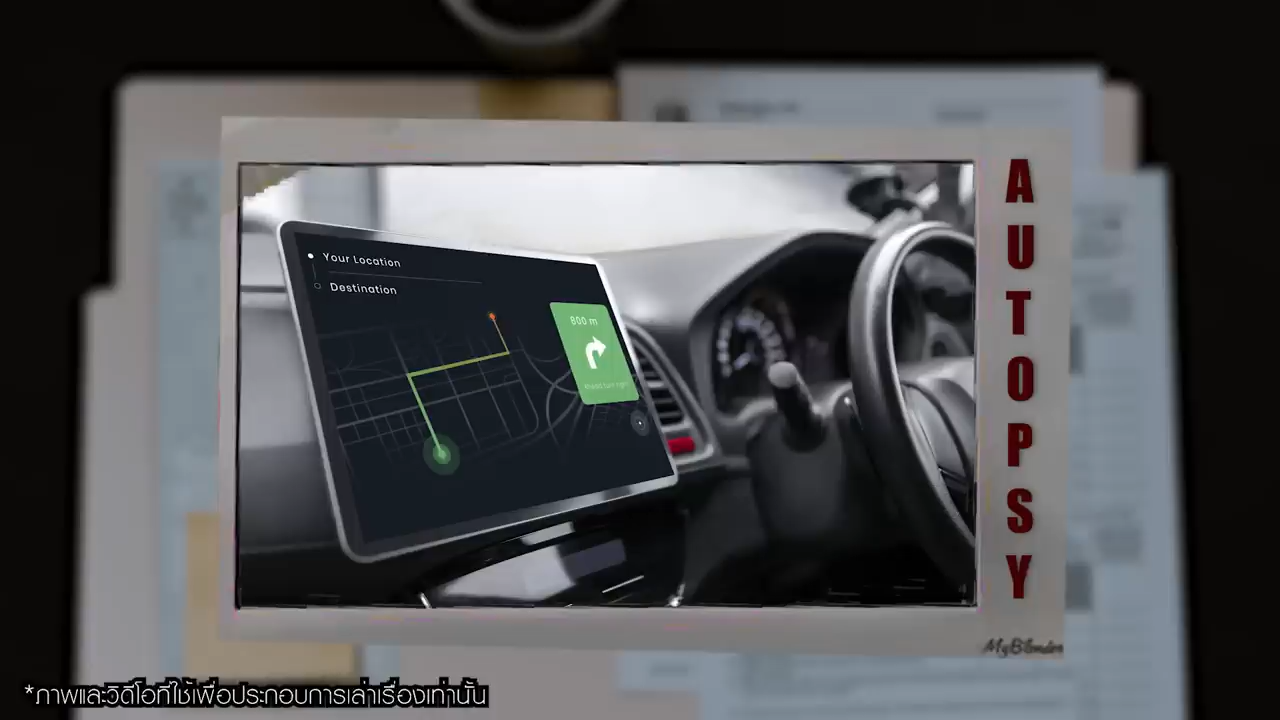 Your Location
Destination
800 m
AUTOPSY
MyBlender
*ภาพและวิดีโอที่ใช้เพื่อประกอบการเล่าเรื่องเท่านั้น